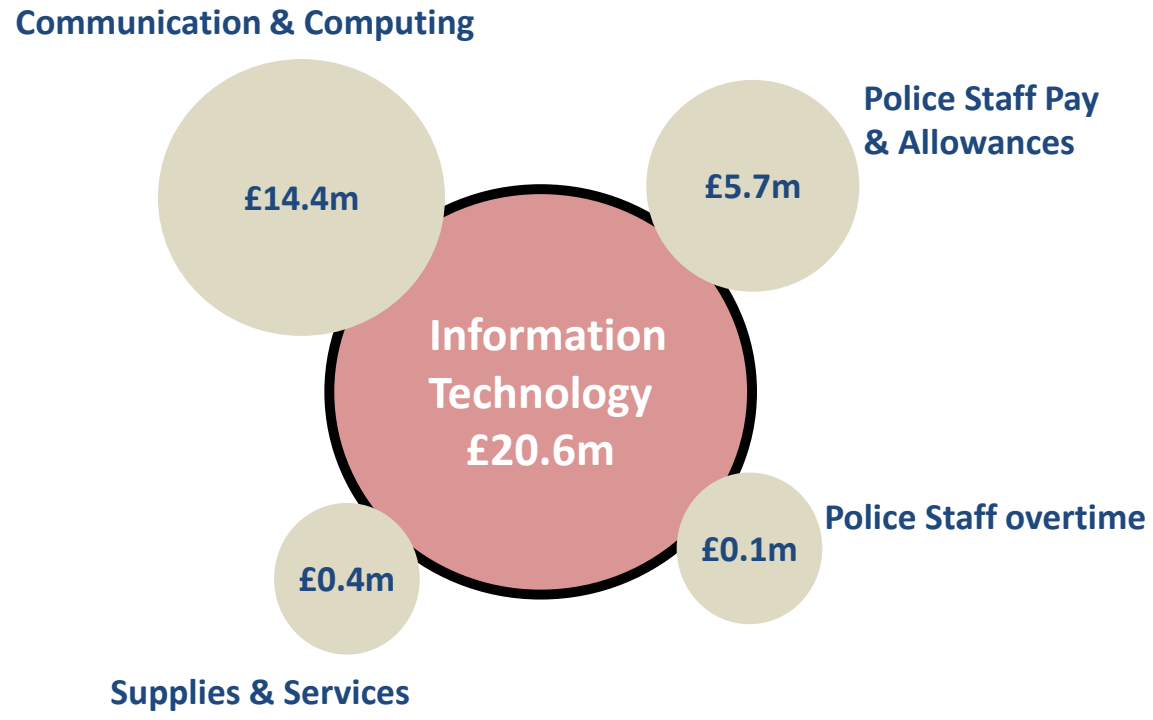 Communication & Computing
£14.4m
Police Staff Pay
& Allowances
£5.7m
Information
Technology
£20.6m
Police Staff overtime
£0.1m
£0.4m
Supplies & Services